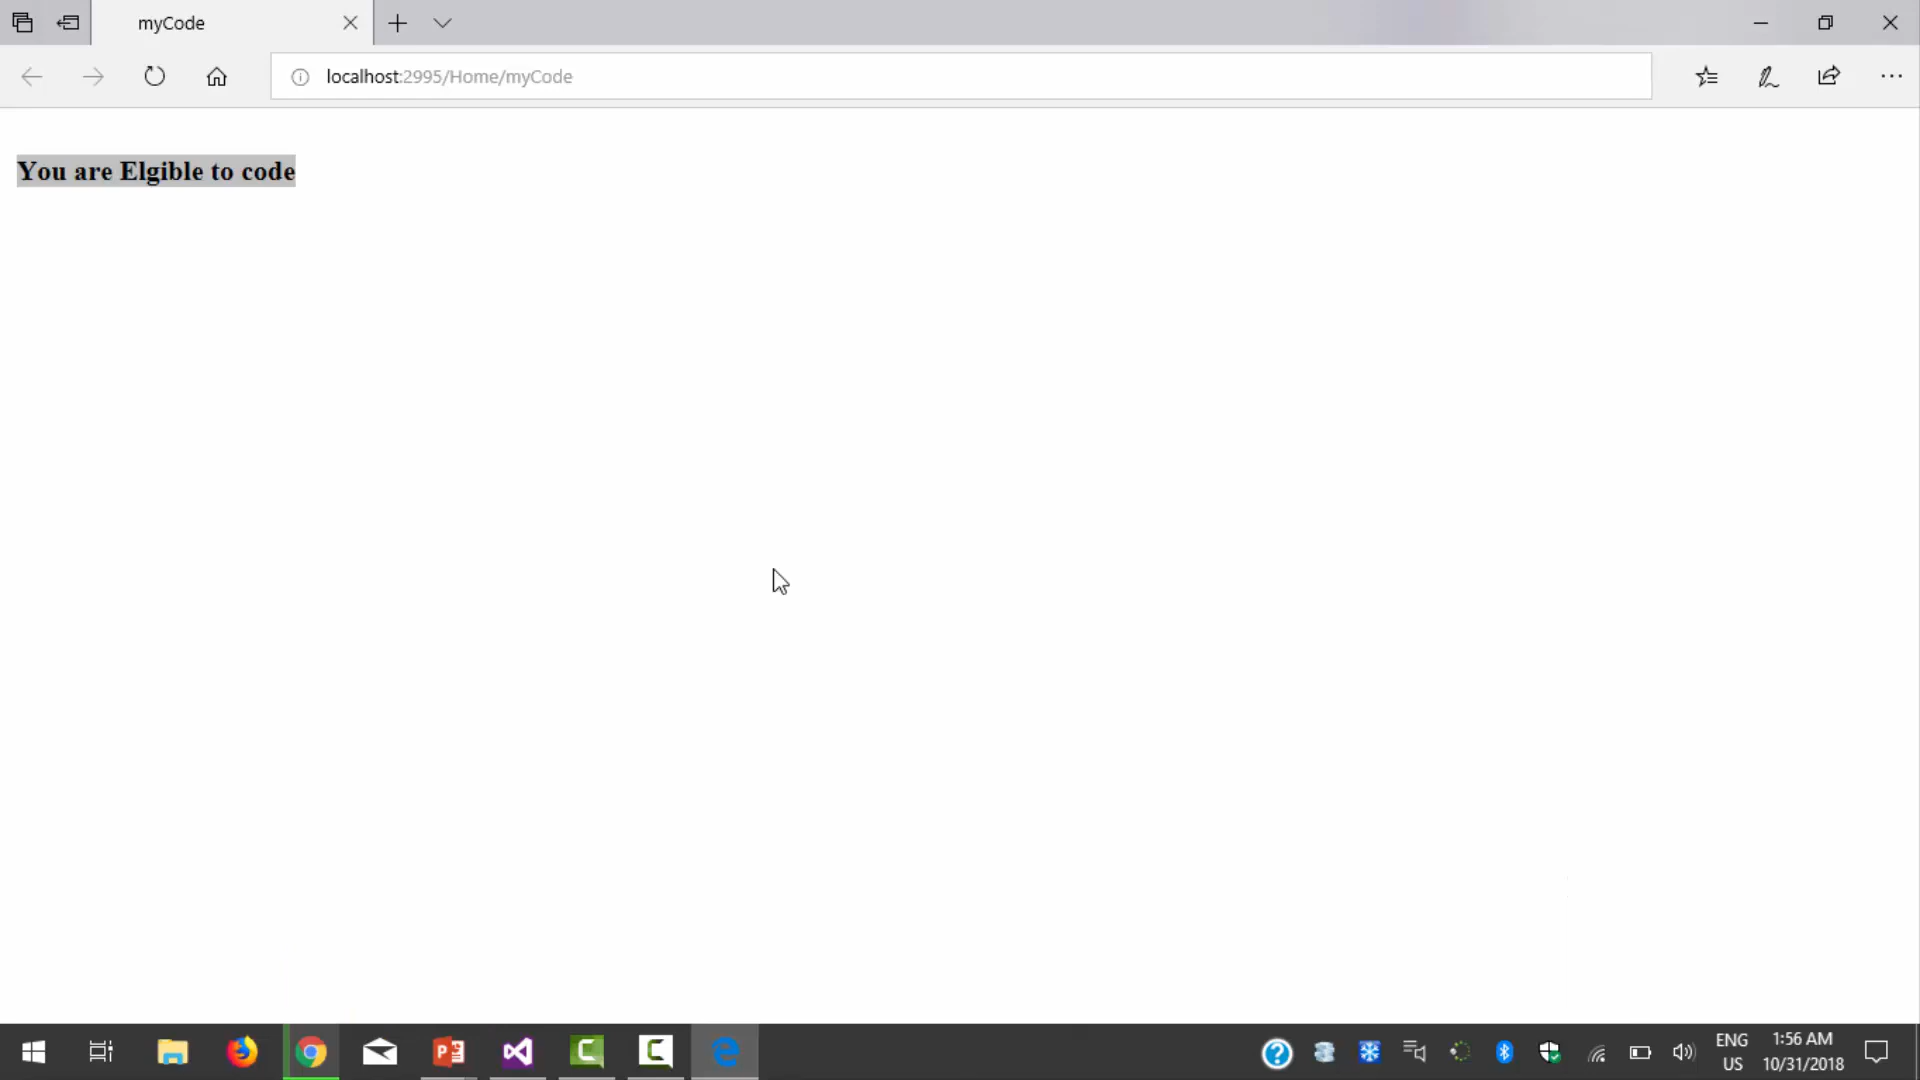 myCode
localhost:2995/Home/myCode
You are Elgible to code
ENG
US
1:56 AM
10/31/2018